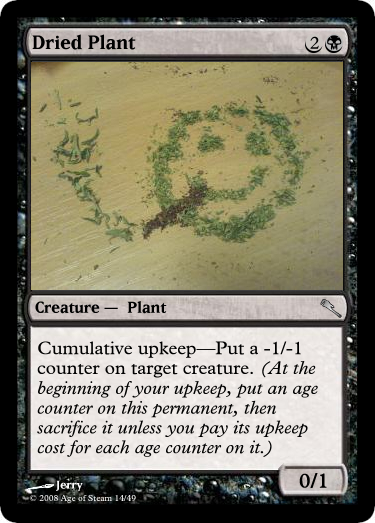 Dried Plant 2
Creature — Plant
Cumulative upkeep—Put a -1/-1
counter on target creature. (At the
beginning of your upkeep, put an age
counter on this permanent, then
sacrifice it unless you pay its upkeep
cost for each age counter on it.)
0/1
Jerry
© 2008 Age of Steam 14/49